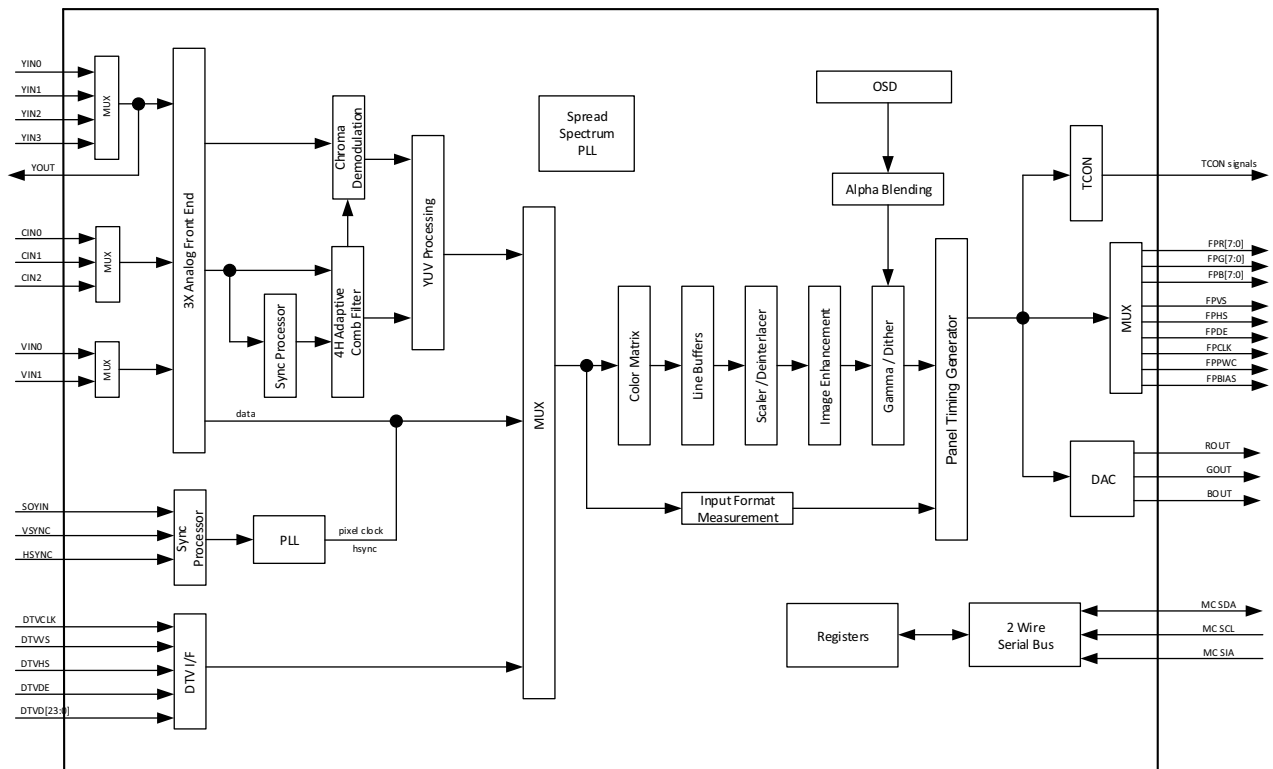 YIN0
YIN1
YIN2
YIN3
MUX
YOUT
CIN0
CIN1
CIN2
MUX
VIN0
VIN1
MUX
3X Analog Front End
Chroma
Demodulation
4H Adaptive
Comb Filter
Sync Processor
YUV Processing
data
SOYIN
VSYNC
HSYNC
Sync
Processor
PLL
pixel clock
hsync
DTVCLK
DTVVS
DTVHS
DTVDE
DTVD[23:0]
DTV I/F
MUX
Spread
Spectrum
PLL
OSD
Alpha Blending
Color Matrix
Line Buffers
Scaler /Deinterlacer
Image Enhancement
Gamma / Dither
Input Format
Measurement
Panel Timing Generator
TCON
TCON signals
MUX
FPR[7:0]
FPG[7:0]
FPB[7:0]
FPVS
FPHS
FPDE
FPCLK
FPPWC
FPBIAS
DAC
ROUT
GOUT
BOUT
Registers
2 Wire
Serial Bus
MC SDA
MC SCL
MC SIA